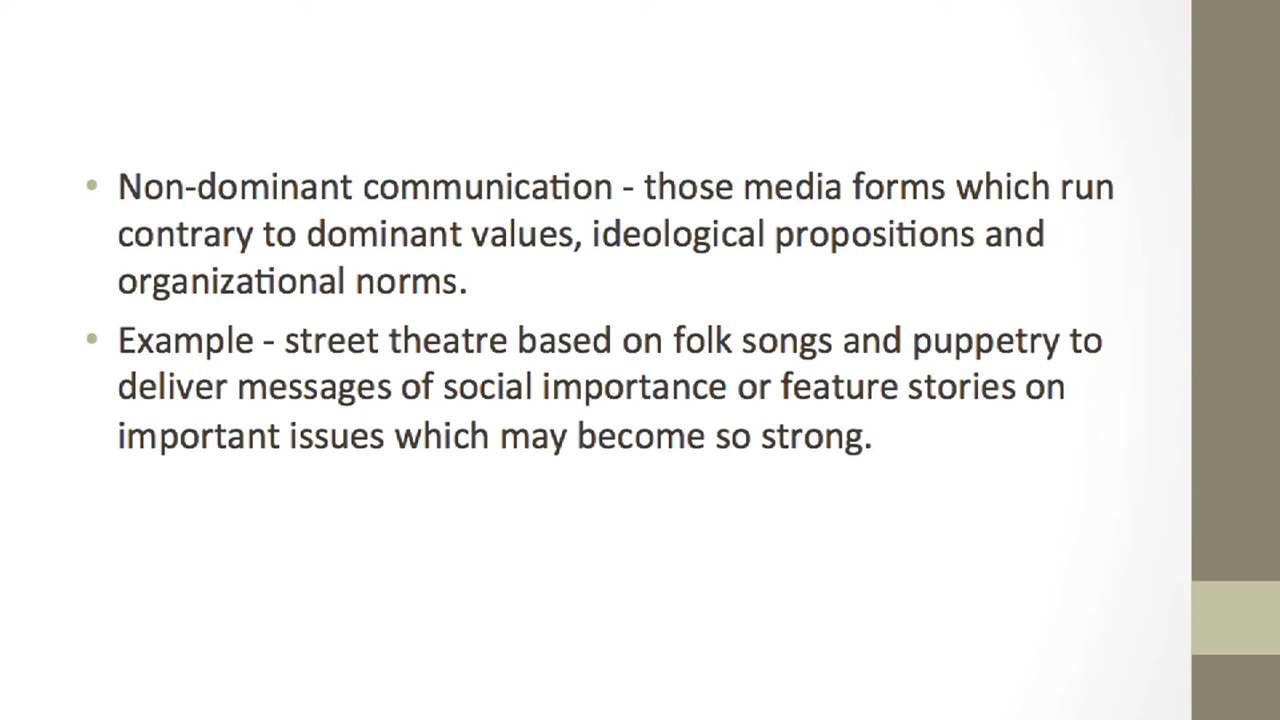 • Non-dominant communication - those media forms which run
contrary to dominant values, ideological propositions and
organizational norms.
• Example - street theatre based on folk songs and puppetry to
deliver messages of social importance or feature stories on
important issues which may become so strong.